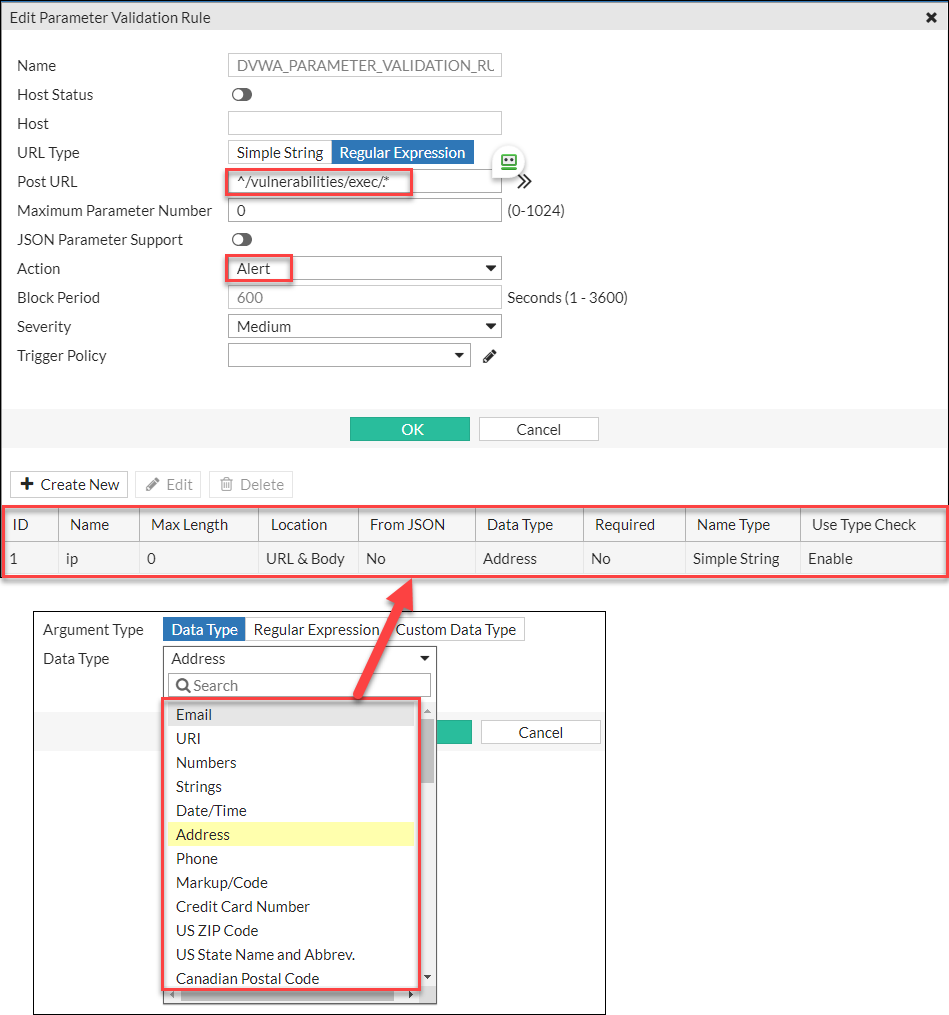 Edit Parameter Validation Rule
Name DVWA_PARAMETER_VALIDATION_RU
Host Status
Host
URL Type Simple String Regular Expression
Post URL ^/vulnerabilities/exec/.*
Maximum Parameter Number 0 (0-1024)
JSON Parameter Support
Action Alert
Block Period 600 Seconds (1 - 3600)
Severity Medium
Trigger Policy
OK Cancel
Create New Edit Delete
ID Name Max Length Location From JSON Data Type Required Name Type Use Type Check
1 ip 0 URL & Body No Address No Simple String Enable
Argument Type Data Type Regular Expression Custom Data Type
Data Type Address
Search
Email
URI
Cancel
Numbers
Strings
Date/Time
Address
Phone
Markup/Code
Credit Card Number
US ZIP Code
US State Name and Abbrev.
Canadian Postal Code